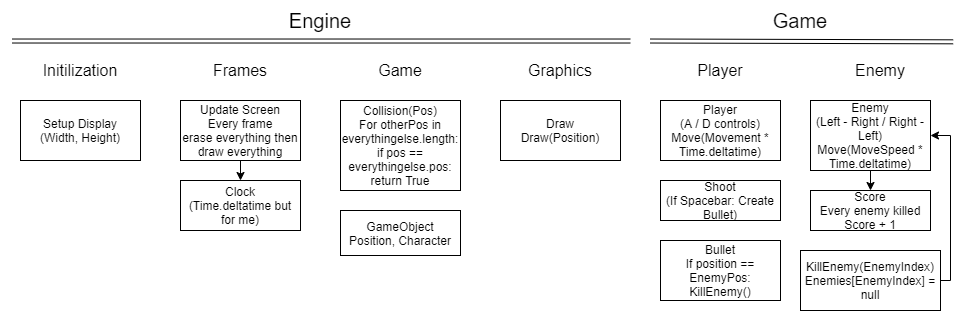 Engine
Game
Initilization
Frames
Game
Graphics
Player
Enemy
Setup Display
(Width, Height)
Update Screen
Every frame
erase everything then
draw everything
Clock
(Time.deltatime but
for me)
Collision(Pos)
For otherPos in
everythingelse.length:
if pos ==
everythingelse.pos:
return True
GameObject
Position, Character
Draw
Draw(Position)
Player
(A / D controls)
Move(Movement *
Time.deltatime)
Shoot
(If Spacebar: Create
Bullet)
Bullet
If position ==
EnemyPos:
KillEnemy()
Enemy
(Left - Right / Right -
Left)
Move(MoveSpeed *
Time.deltatime)
Score
Every enemy killed
Score + 1
KillEnemy(EnemyIndex)
Enemies[EnemyIndex] =
null